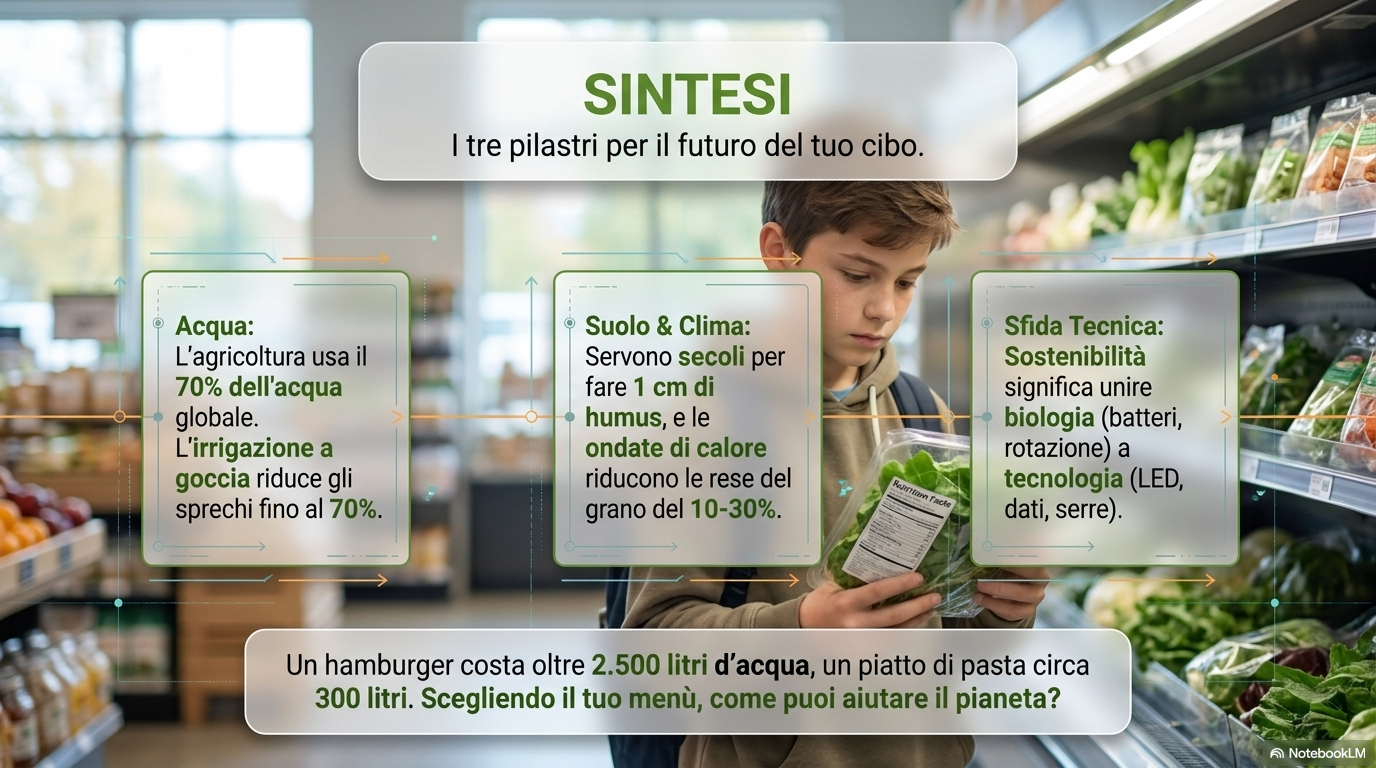 SINTESI
I tre pilastri per il futuro del tuo cibo.
Acqua:
L'agricoltura usa il
70% dell'acqua
globale.
L'irrigazione a
goccia riduce gli
sprechi fino al 70%.
Suolo & Clima:
Servono secoli per
fare 1 cm di
humus, e le
ondate di calore
riducono le rese del
grano del 10-30%.
Sfida Tecnica:
Sostenibilità
significa unire
biologia (batteri,
rotazione) a
tecnologia (LED,
dati, serre).
Nutrition Facts
Un hamburger costa oltre 2.500 litri d'acqua, un piatto di pasta circa
300 litri. Scegliendo il tuo menù, come puoi aiutare il pianeta?
NotebookLM